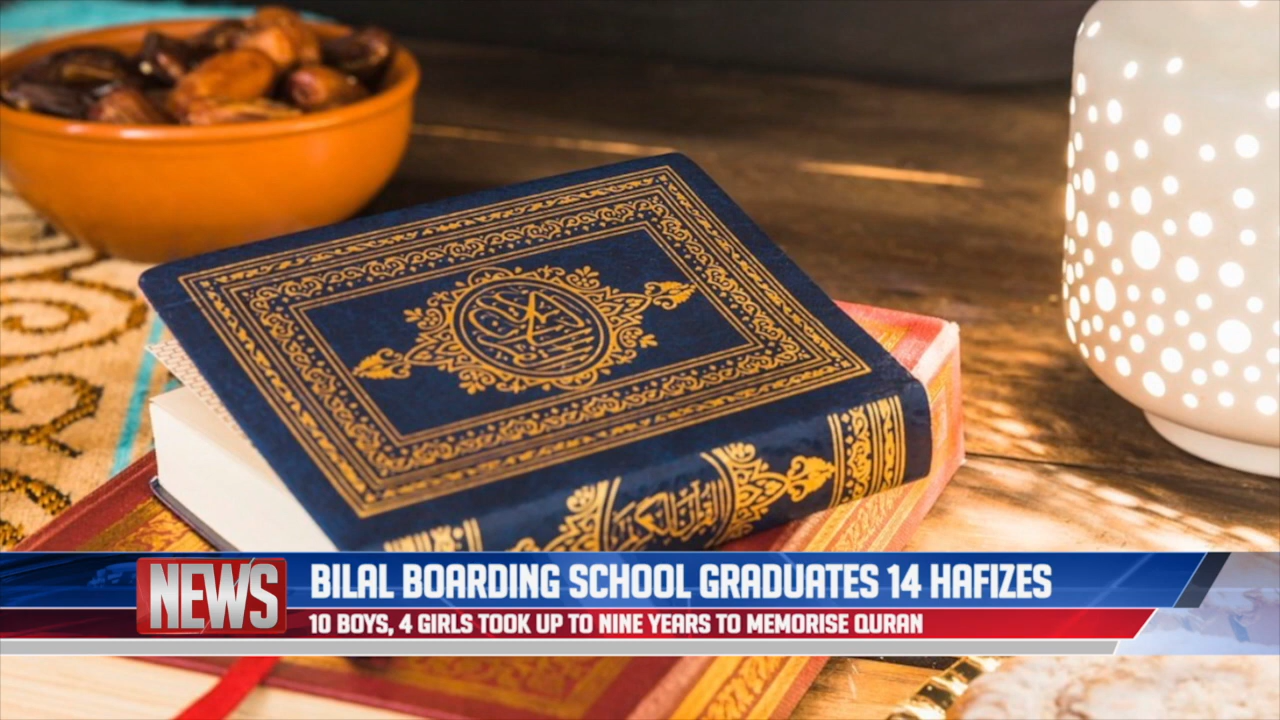 NEWS
BILAL BOARDING SCHOOL GRADUATES 14 HAFIZES
10 BOYS, 4 GIRLS TOOK UP TO NINE YEARS TO MEMORISE QURAN